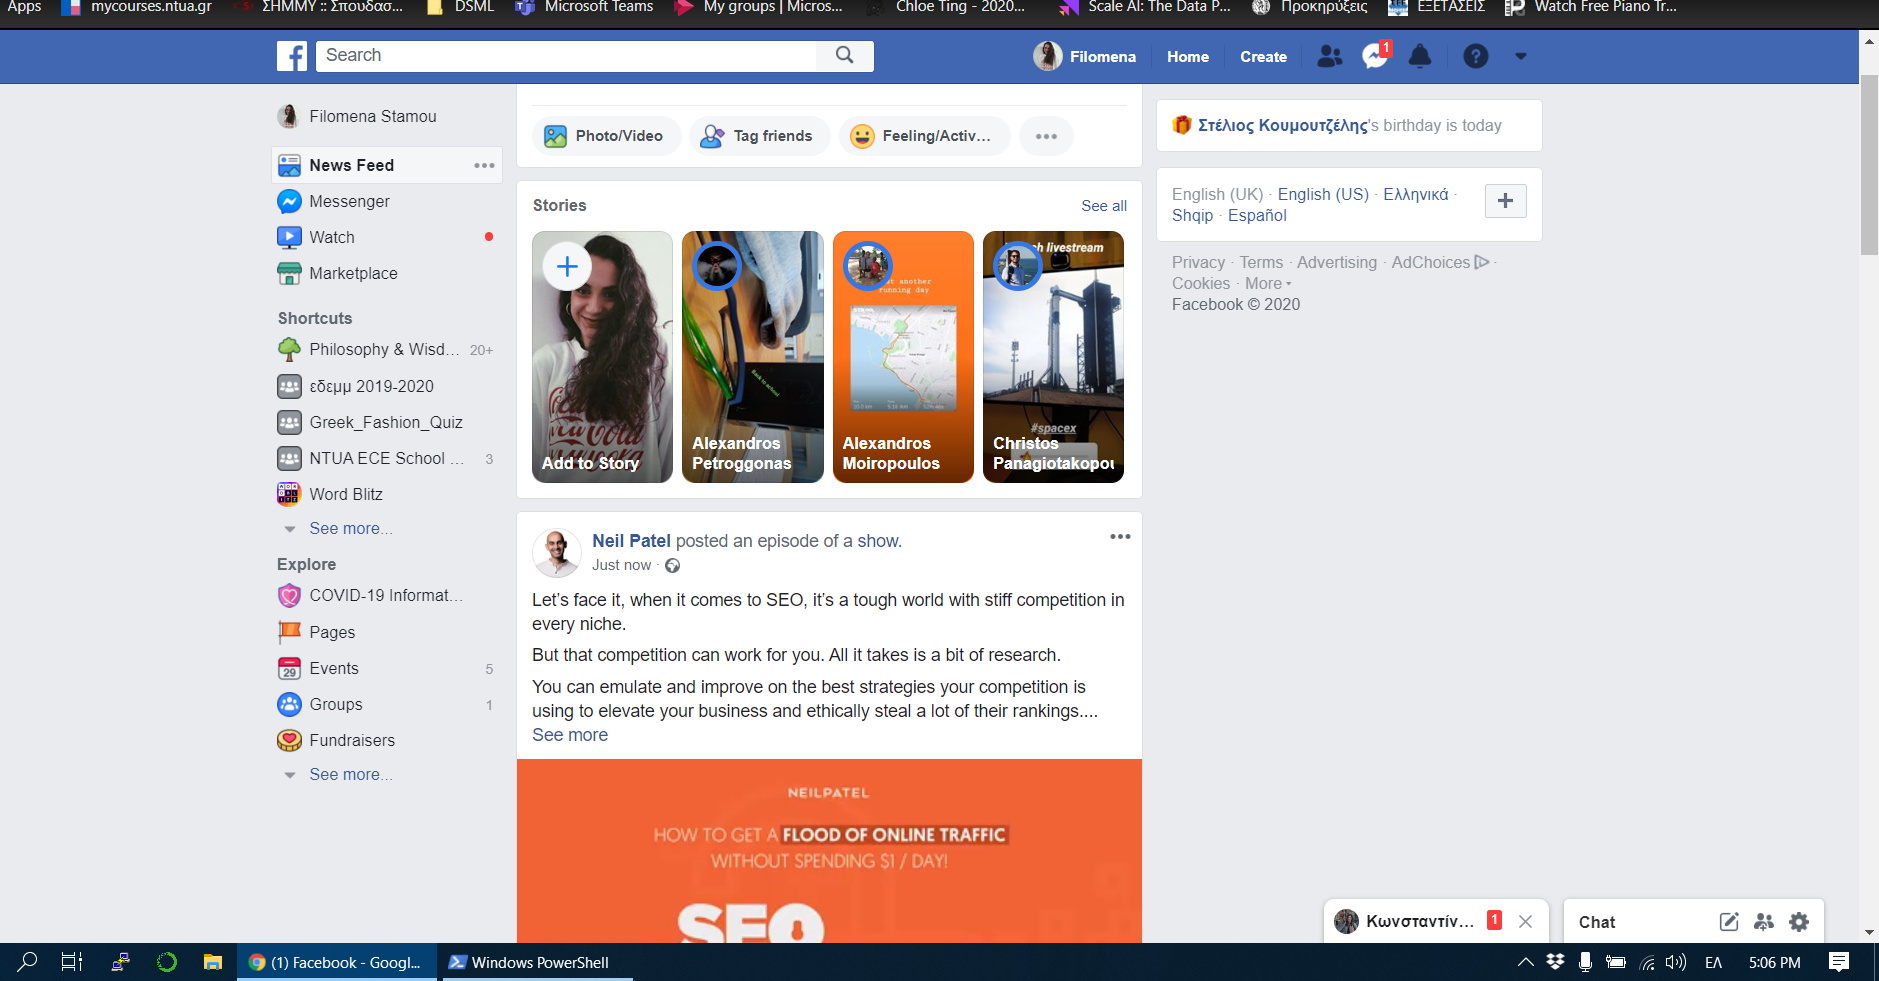 Apps
mycourses.ntua.gr
ΣΗΜΜΥ :: Σπουδασ...
DSML
Microsoft Teams
My groups | Micros...
Chloe Ting - 2020...
Scale AI: The Data P...
Προκηρύξεις
ΕΞΕΤΑΣΕΙΣ
Watch Free Piano Tr...
Search
Filomena
Home
Create
1
Filomena Stamou
News Feed
Messenger
Watch
Marketplace
Shortcuts
Philosophy & Wisd... 20+
εδεμμ 2019-2020
Greek_Fashion_Quiz
NTUA ECE School ... 3
Word Blitz
See more...
Explore
COVID-19 Informat...
Pages
Events 5
Groups 1
Fundraisers
See more...
Photo/Video
Tag friends
Feeling/Activ...
Stories
See all
Add to Story
Back to school
Alexandros
Petroggonas
another
running day
Alexandros
Moiropoulos
livestream
#spacex
Christos
Panagiotakopou
Neil Patel posted an episode of a show.
Just now ·
Let's face it, when it comes to SEO, it's a tough world with stiff competition in
every niche.
But that competition can work for you. All it takes is a bit of research.
You can emulate and improve on the best strategies your competition is
using to elevate your business and ethically steal a lot of their rankings....
See more
NEILPATEL
HOW TO GET A FLOOD OF ONLINE TRAFFIC
WITHOUT SPENDING $1 / DAY!
SEO
Στέλιος Κουμουτζέλης's birthday is today
English (UK) · English (US) · Ελληνικά ·
Shqip · Español
Privacy · Terms · Advertising · AdChoices ·
Cookies · More
Facebook © 2020
Κωνσταντίν... 1
Chat
(1) Facebook - Googl...
Windows PowerShell
ΕΛ
5:06 PM